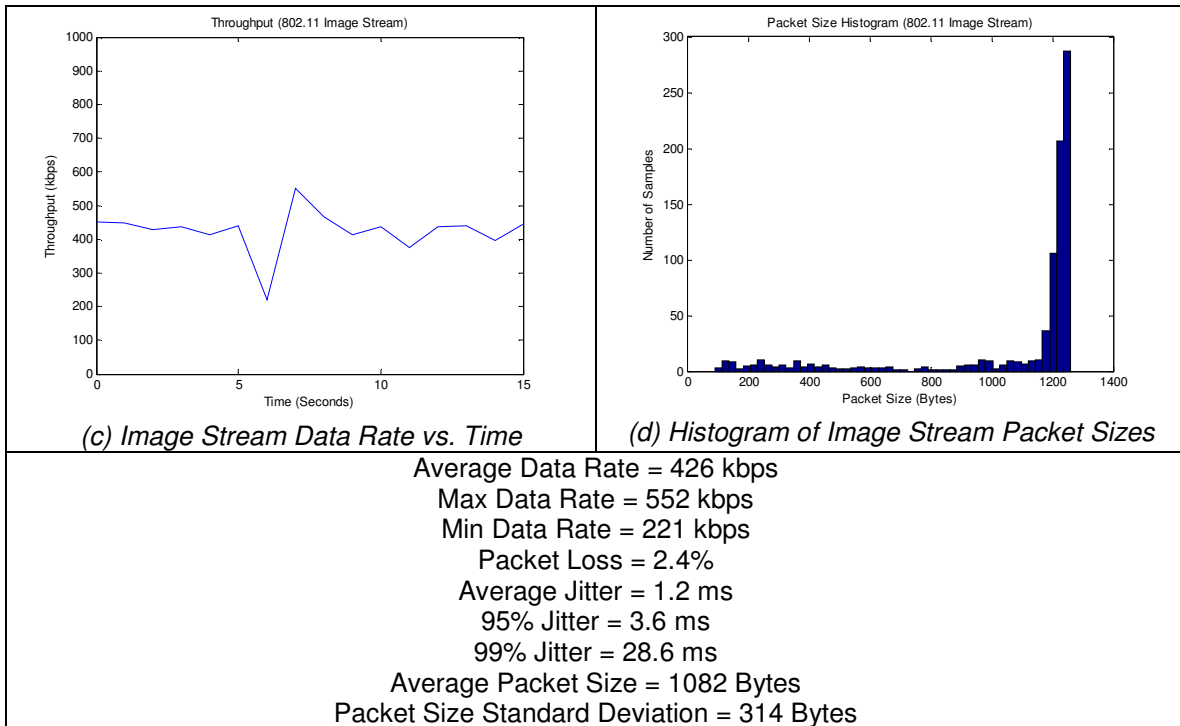 Throughput (802.11 Image Stream)
1000
900
800
700
600
500
400
300
200
100
0
Throughput (kbps)
0 5 10 15
Time (Seconds)
(c) Image Stream Data Rate vs. Time
Packet Size Histogram (802.11 Image Stream)
300
250
200
150
100
50
0
Number of Samples
0 200 400 600 800 1000 1200 1400
Packet Size (Bytes)
(d) Histogram of Image Stream Packet Sizes
Average Data Rate = 426 kbps
Max Data Rate = 552 kbps
Min Data Rate = 221 kbps
Packet Loss = 2.4%
Average Jitter = 1.2 ms
95% Jitter = 3.6 ms
99% Jitter = 28.6 ms
Average Packet Size = 1082 Bytes
Packet Size Standard Deviation = 314 Bytes